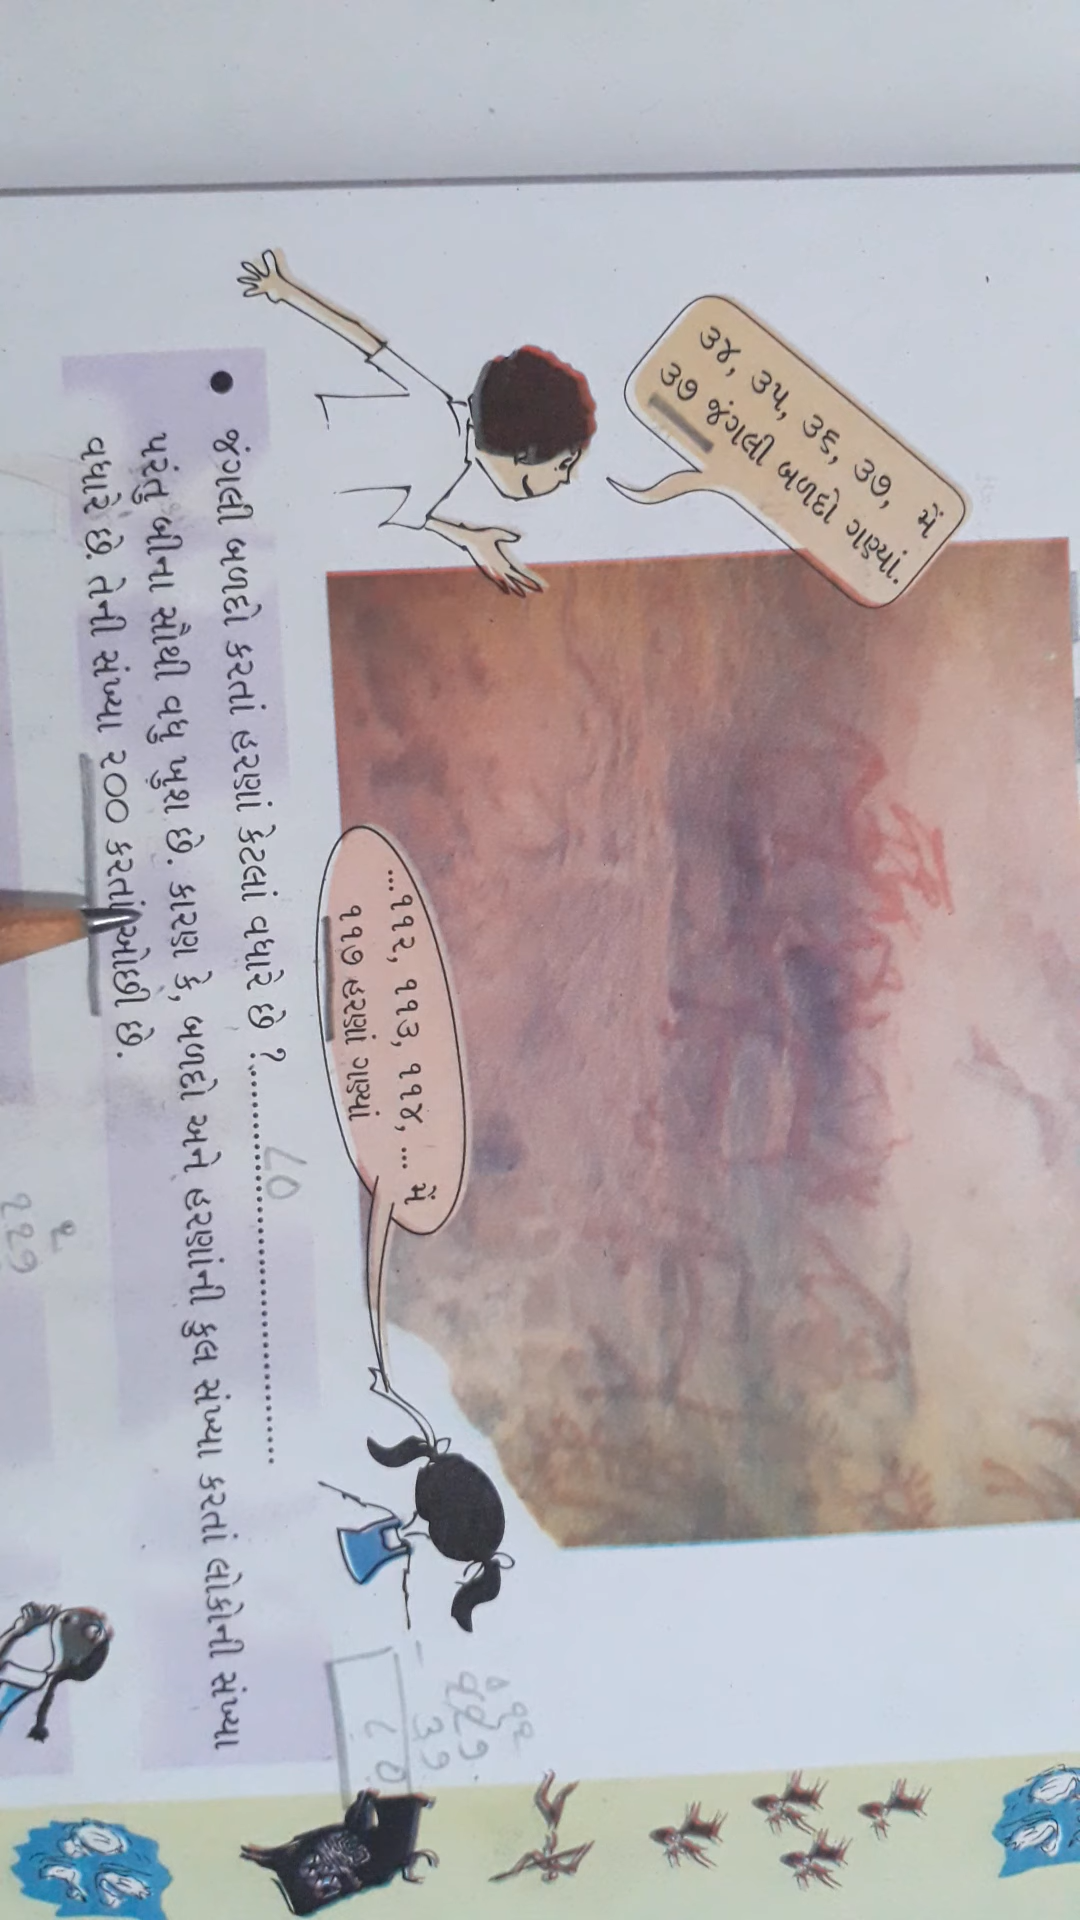 ૩૪, ૩૫, ૩૬, ૩૭, મેં
૩૭ જંગલી બળદો ગણ્યા.
...૧૧૨, ૧૧૩, ૧૧૪, ... મેં
૧૧૭ હરણાં ગણ્યાં
જંગલી બળદો કરતાં હરણાં કેટલાં વધારે છે ? ..................................
૮૦
પરંતુ બીના સૌથી વધુ ખુશ છે. કારણ કે, બળદો અને હરણાંની કુલ સંખ્યા કરતાં લોકોની સંખ્યા
વધારે છે. તેની સંખ્યા ૨૦૦ કરતાં ઓછી છે.
૩૭
૮૦